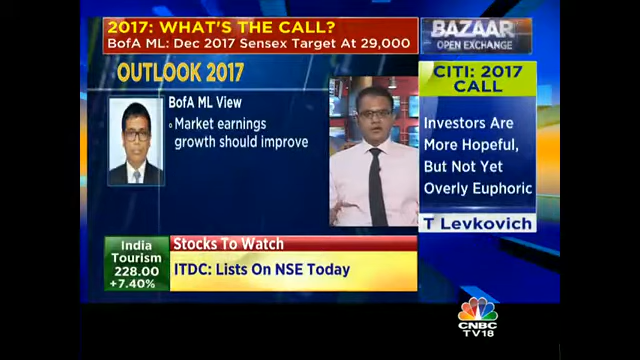 2017: WHAT'S THE CALL?
BofA ML: Dec 2017 Sensex Target At 29,000
BAZAAR
OPEN EXCHANGE
OUTLOOK 2017
BofA ML View
Market earnings
growth should improve
CITI: 2017
CALL
Investors Are
More Hopeful,
But Not Yet
Overly Euphoric
T Levkovich
India
Tourism
228.00
+7.40%
Stocks To Watch
ITDC: Lists On NSE Today
CNBC
TV18